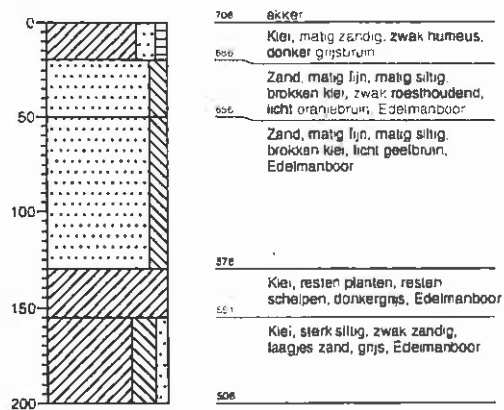 0
706 akker
Klei, matig zandig, zwak humeus,
686 donker grijsbruin
Zand, matig fijn, matig siltig,
brokken klei, zwak roesthoudend,
50
656 licht oranjebruin, Edelmanboor
Zand, matig fijn, matig siltig,
brokken klei, licht geelbruin,
Edelmanboor
100
576
Klei, resten planten, resten
schelpen, donkergrijs, Edelmanboor
150
551
Klei, sterk siltig, zwak zandig,
laagjes zand, grijs, Edelmanboor
200
506